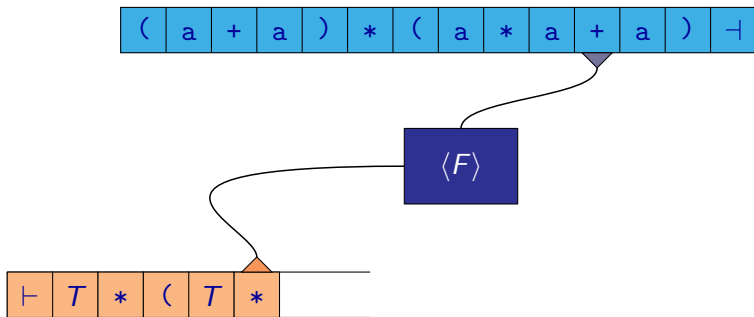 ( a + a ) * ( a * a + a ) ⊣
⟨F⟩
⊢ T * ( T *